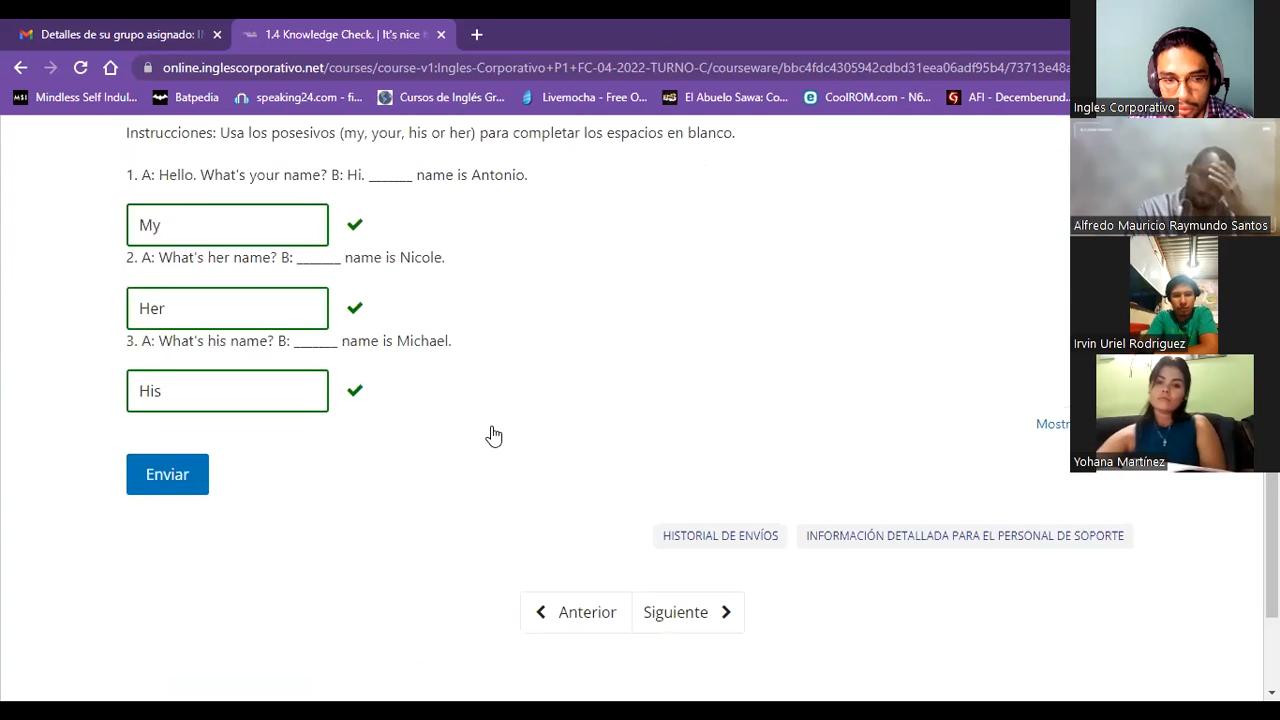 Detalles de su grupo asignado: I
1.4 Knowledge Check. | It's nice
online.inglescorporativo.net/courses/course-v1:Ingles-Corporativo+P1+FC-04-2022-TURNO-C/courseware/bbc4fdc4305942cdbd31eea06adf95b4/73713e48a
Mindless Self Indul...
Batpedia
speaking24.com - fi...
Cursos de Inglés Gr...
Livemocha - Free O...
El Abuelo Sawa: Co...
CoolROM.com - N6...
AFI - Decemberund...
Instrucciones: Usa los posesivos (my, your, his or her) para completar los espacios en blanco.
1. A: Hello. What's your name? B: Hi. ______ name is Antonio.
My
2. A: What's her name? B: ______ name is Nicole.
Her
3. A: What's his name? B: ______ name is Michael.
His
Mostr
Enviar
HISTORIAL DE ENVÍOS
INFORMACIÓN DETALLADA PARA EL PERSONAL DE SOPORTE
Anterior
Siguiente
Ingles Corporativo
Alfredo Mauricio Raymundo Santos
Irvin Uriel Rodriguez
Yohana Martínez